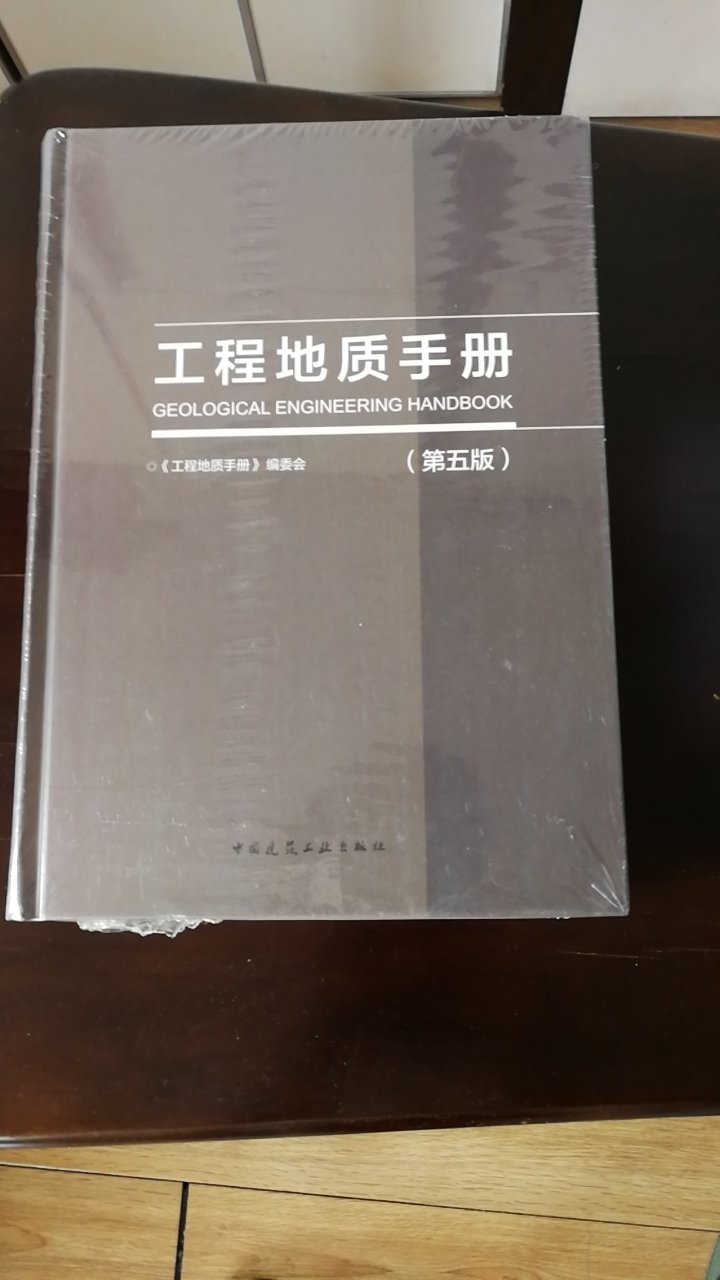 工程地质手册
GEOLOGICAL ENGINEERING HANDBOOK
《工程地质手册》编委会
（第五版）
中国建筑工业出版社